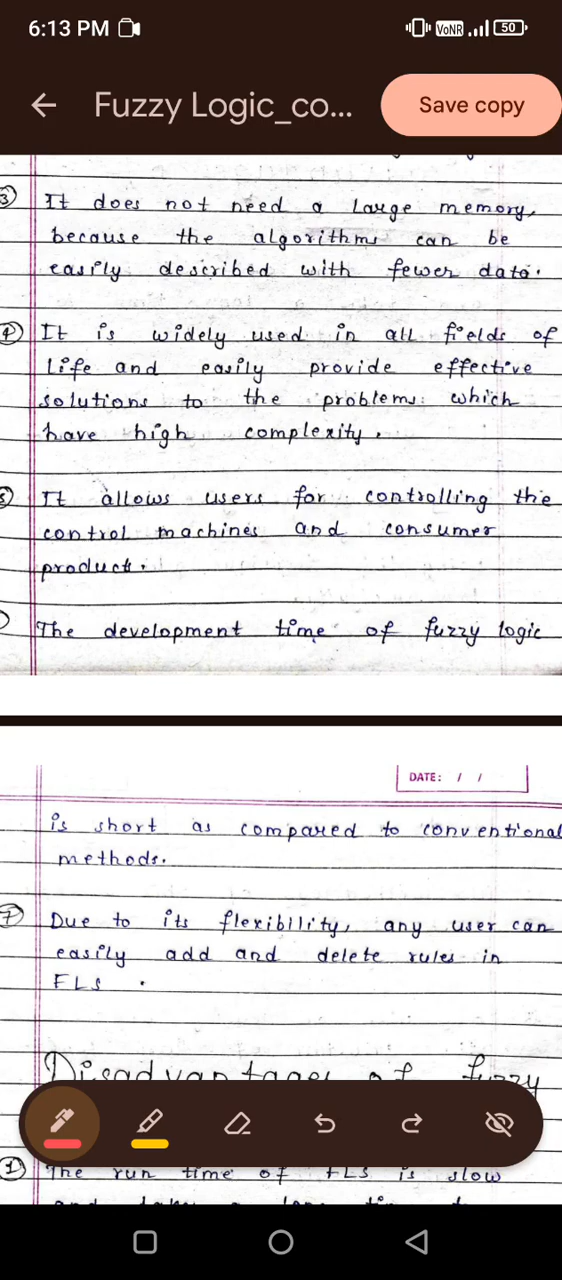 6:13 PM
VoNR
50
Fuzzy Logic_co...
Save copy
3 It does not need a large memory,
because the algorithms can be
easily described with fewer data.
4 It is widely used in all fields of
life and easily provide effective
solutions to the problems which
have high complexity.
5 It allows users for controlling the
control machines and consumer
product.
The development time of fuzzy logic
DATE: / /
is short as compared to conventional
methods.
7 Due to its flexibility, any user can
easily add and delete rules in
FLS.
Disadvantages of fuzzy
1 The run time of FLS is slow
and